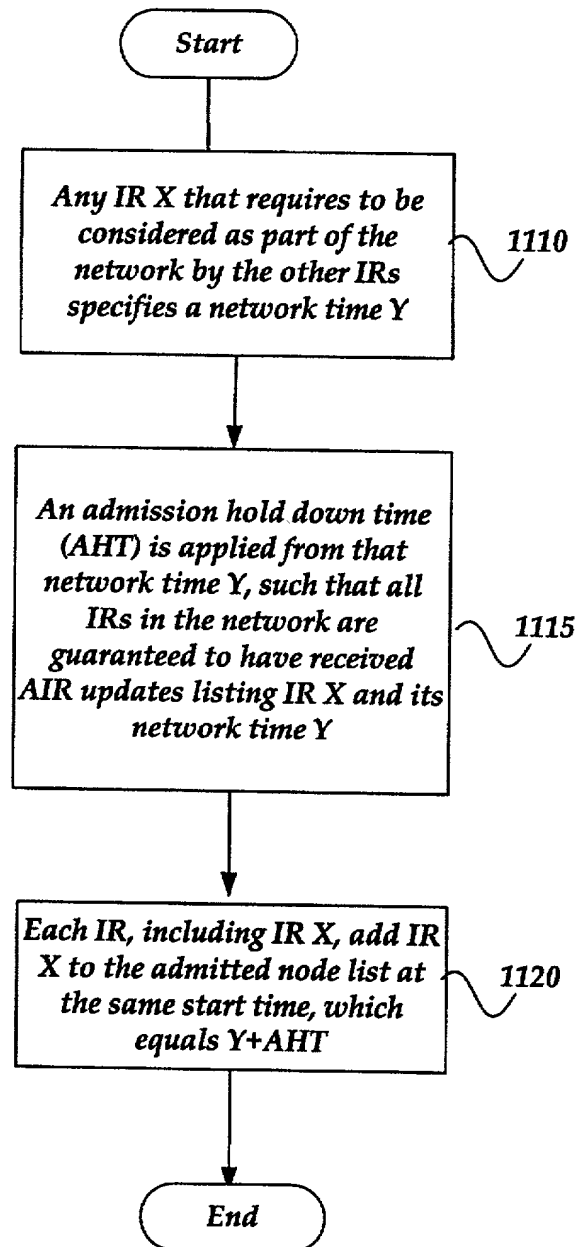 Start
Any IR X that requires to be
considered as part of the
network by the other IRs
specifies a network time Y
1110
An admission hold down time
(AHT) is applied from that
network time Y, such that all
IRs in the network are
guaranteed to have received
AIR updates listing IR X and its
network time Y
1115
Each IR, including IR X, add IR
X to the admitted node list at
the same start time, which
equals Y+AHT
1120
End